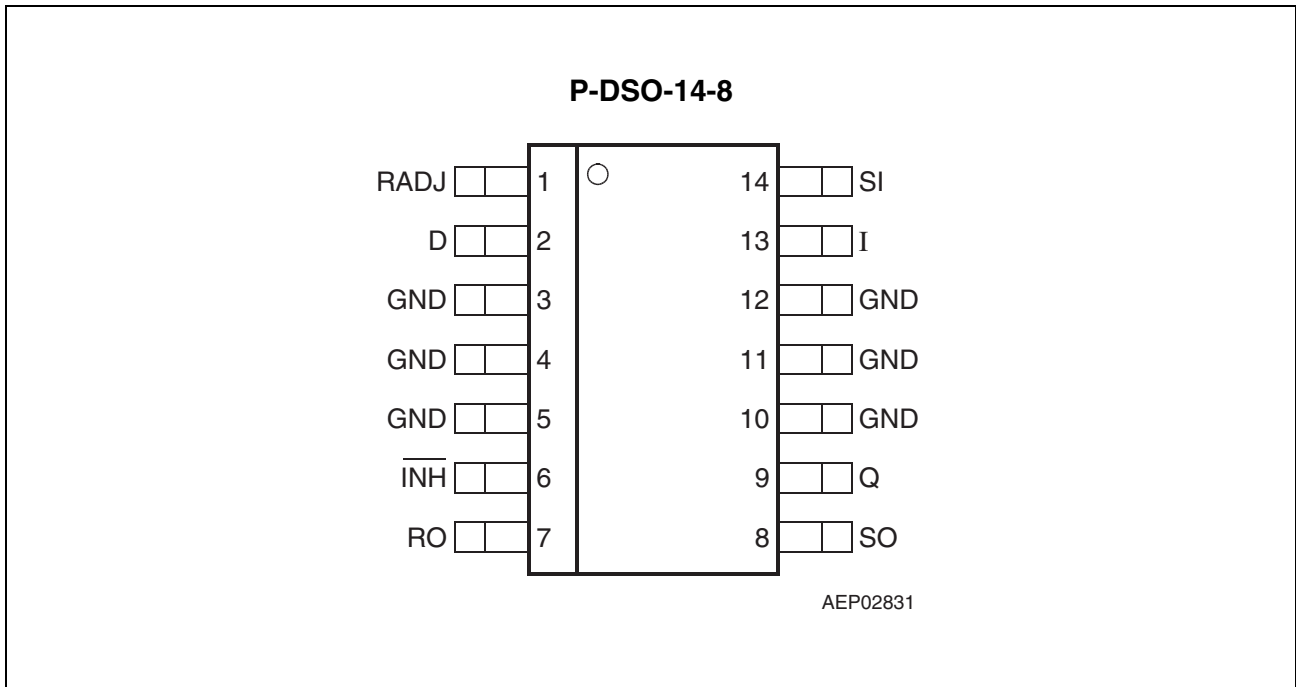 P-DSO-14-8
RADJ 1 14 SI
D 2 13 I
GND 3 12 GND
GND 4 11 GND
GND 5 10 GND
I̅N̅H̅ 6 9 Q
RO 7 8 SO
AEP02831